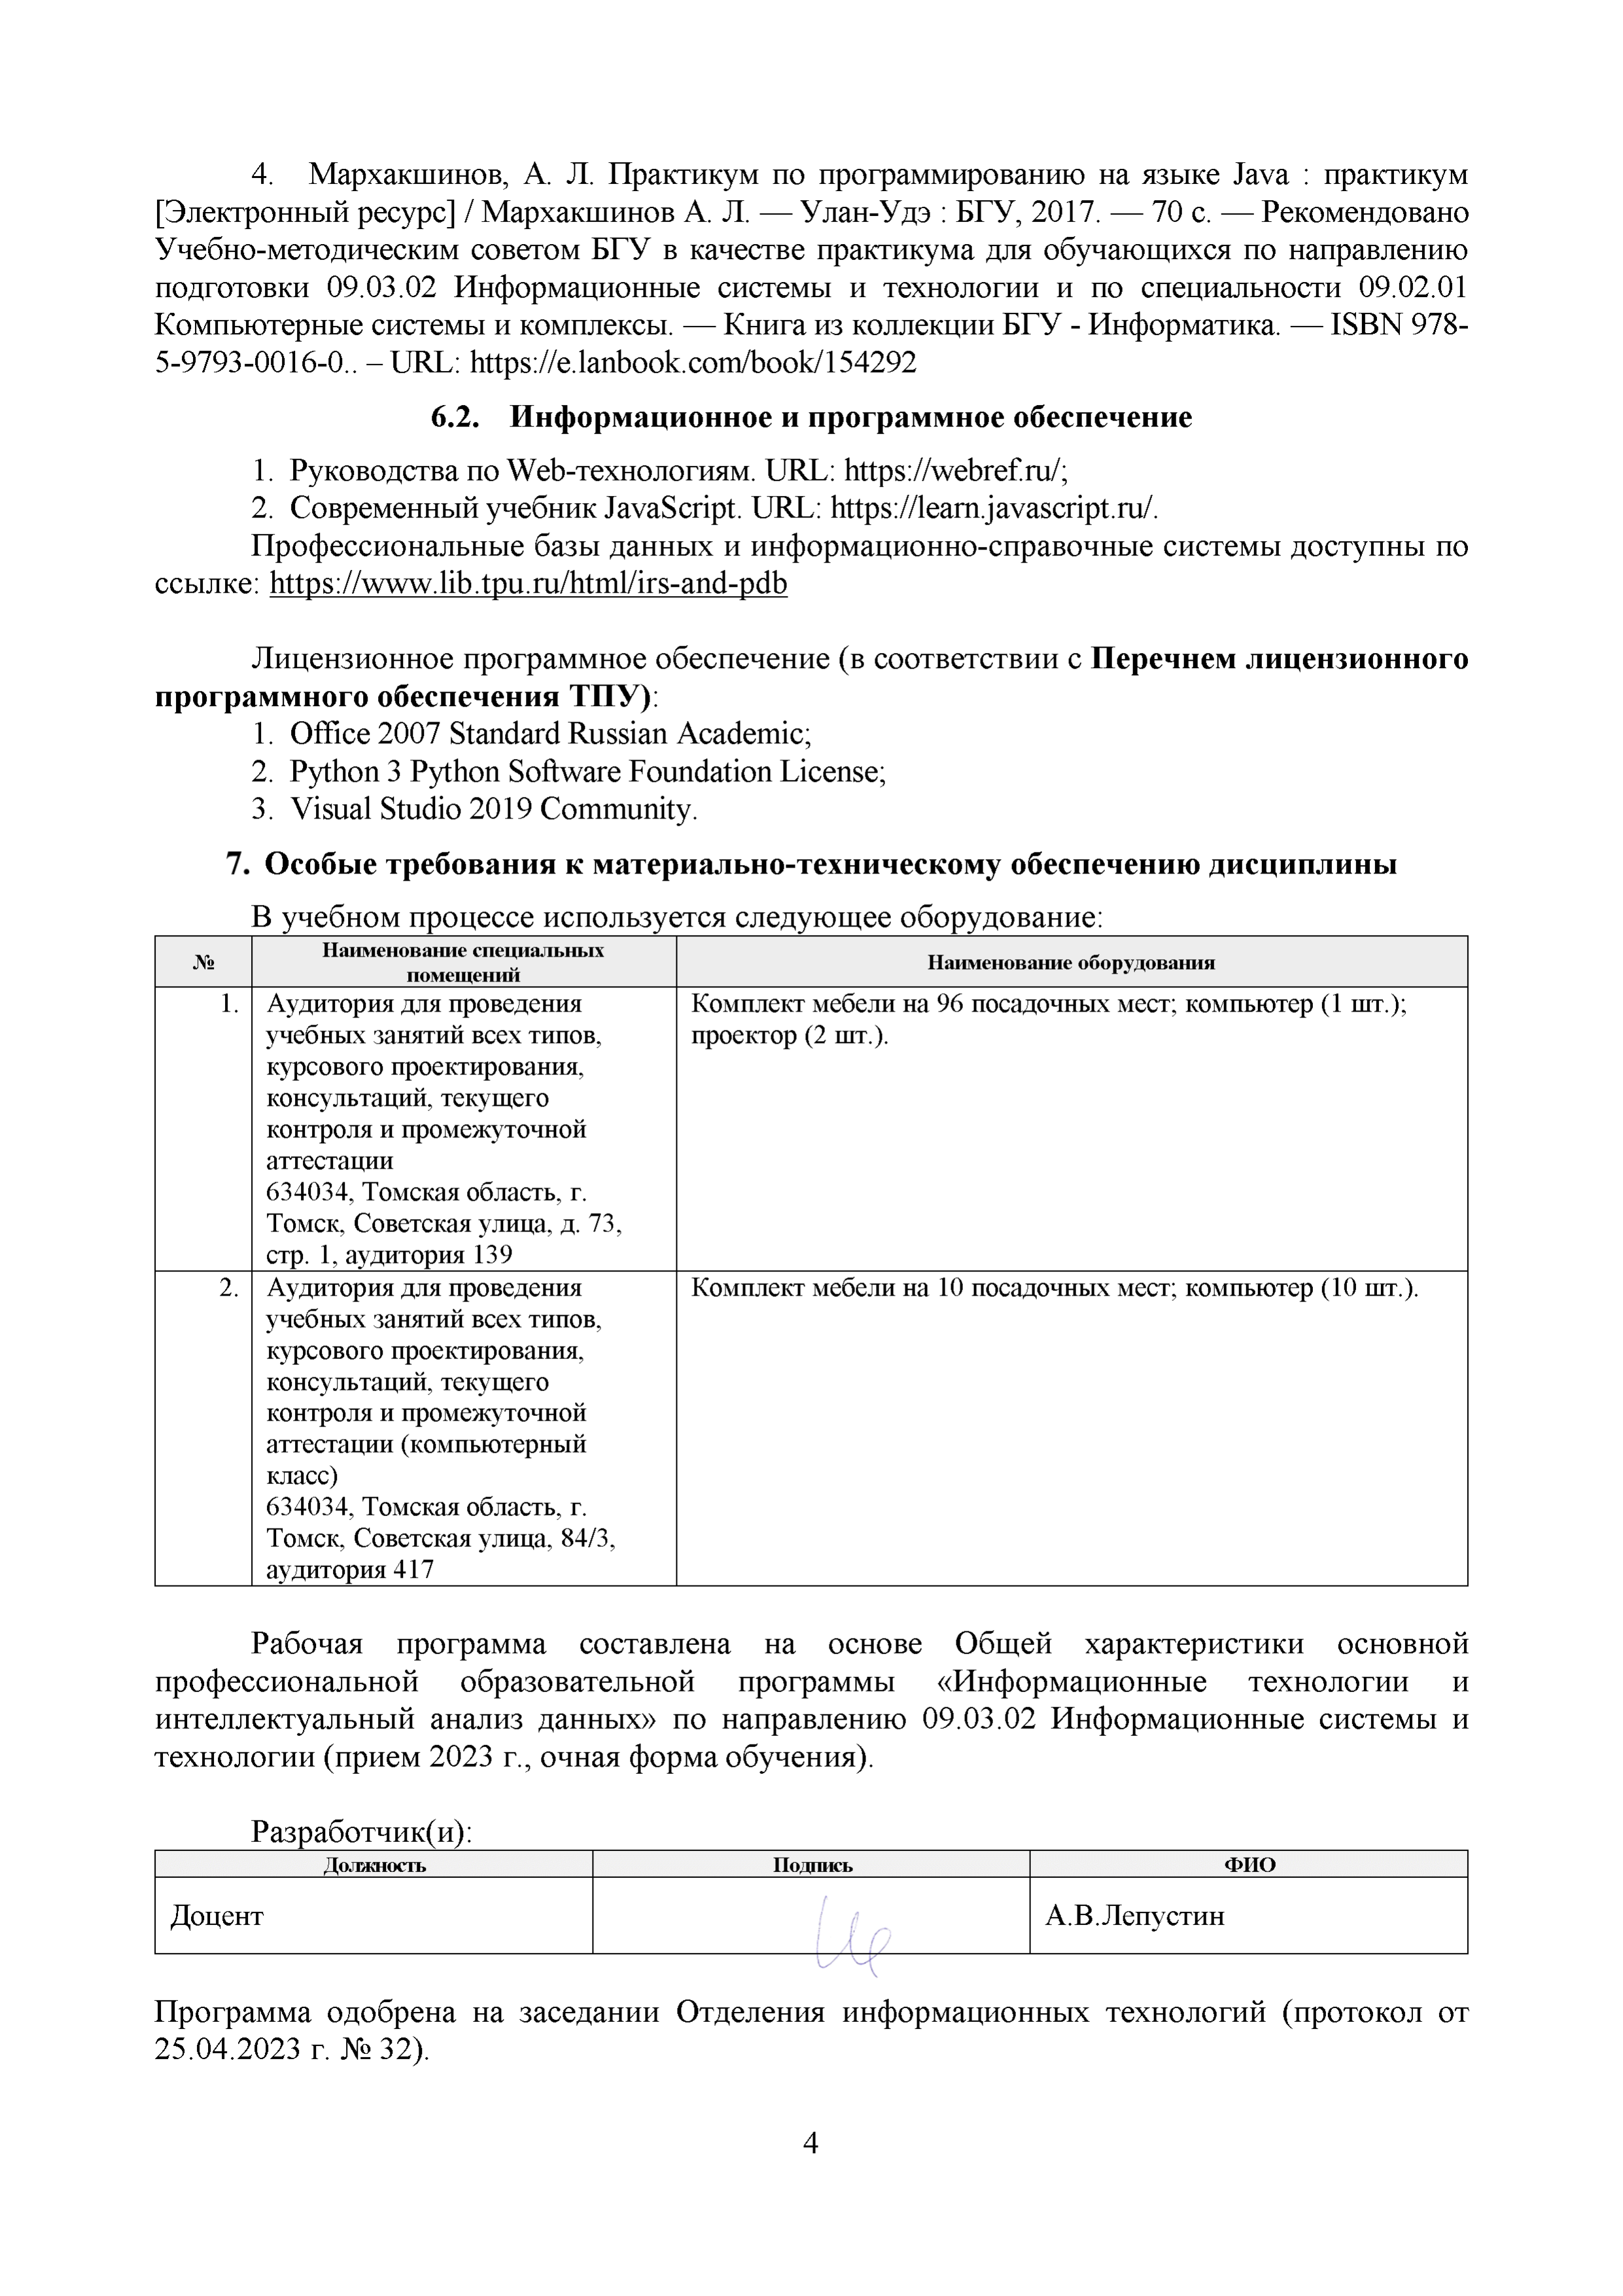 4. Мархакшинов, А. Л. Практикум по программированию на языке Java : практикум
[Электронный ресурс] / Мархакшинов А. Л. — Улан-Удэ : БГУ, 2017. — 70 с. — Рекомендовано
Учебно-методическим советом БГУ в качестве практикума для обучающихся по направлению
подготовки 09.03.02 Информационные системы и технологии и по специальности 09.02.01
Компьютерные системы и комплексы. — Книга из коллекции БГУ - Информатика. — ISBN 978-
5-9793-0016-0.. – URL: https://e.lanbook.com/book/154292
6.2. Информационное и программное обеспечение
1. Руководства по Web-технологиям. URL: https://webref.ru/;
2. Современный учебник JavaScript. URL: https://learn.javascript.ru/.
Профессиональные базы данных и информационно-справочные системы доступны по
ссылке: https://www.lib.tpu.ru/html/irs-and-pdb
Лицензионное программное обеспечение (в соответствии с Перечнем лицензионного
программного обеспечения ТПУ):
1. Office 2007 Standard Russian Academic;
2. Python 3 Python Software Foundation License;
3. Visual Studio 2019 Community.
7. Особые требования к материально-техническому обеспечению дисциплины
В учебном процессе используется следующее оборудование:
№
Наименование специальных
помещений
Наименование оборудования
1.
Аудитория для проведения
учебных занятий всех типов,
курсового проектирования,
консультаций, текущего
контроля и промежуточной
аттестации
634034, Томская область, г.
Томск, Советская улица, д. 73,
стр. 1, аудитория 139
Комплект мебели на 96 посадочных мест; компьютер (1 шт.);
проектор (2 шт.).
2.
Аудитория для проведения
учебных занятий всех типов,
курсового проектирования,
консультаций, текущего
контроля и промежуточной
аттестации (компьютерный
класс)
634034, Томская область, г.
Томск, Советская улица, 84/3,
аудитория 417
Комплект мебели на 10 посадочных мест; компьютер (10 шт.).
Рабочая программа составлена на основе Общей характеристики основной
профессиональной образовательной программы «Информационные технологии и
интеллектуальный анализ данных» по направлению 09.03.02 Информационные системы и
технологии (прием 2023 г., очная форма обучения).
Разработчик(и):
Должность
Подпись
ФИО
Доцент
А.В.Лепустин
Программа одобрена на заседании Отделения информационных технологий (протокол от
25.04.2023 г. № 32).
4